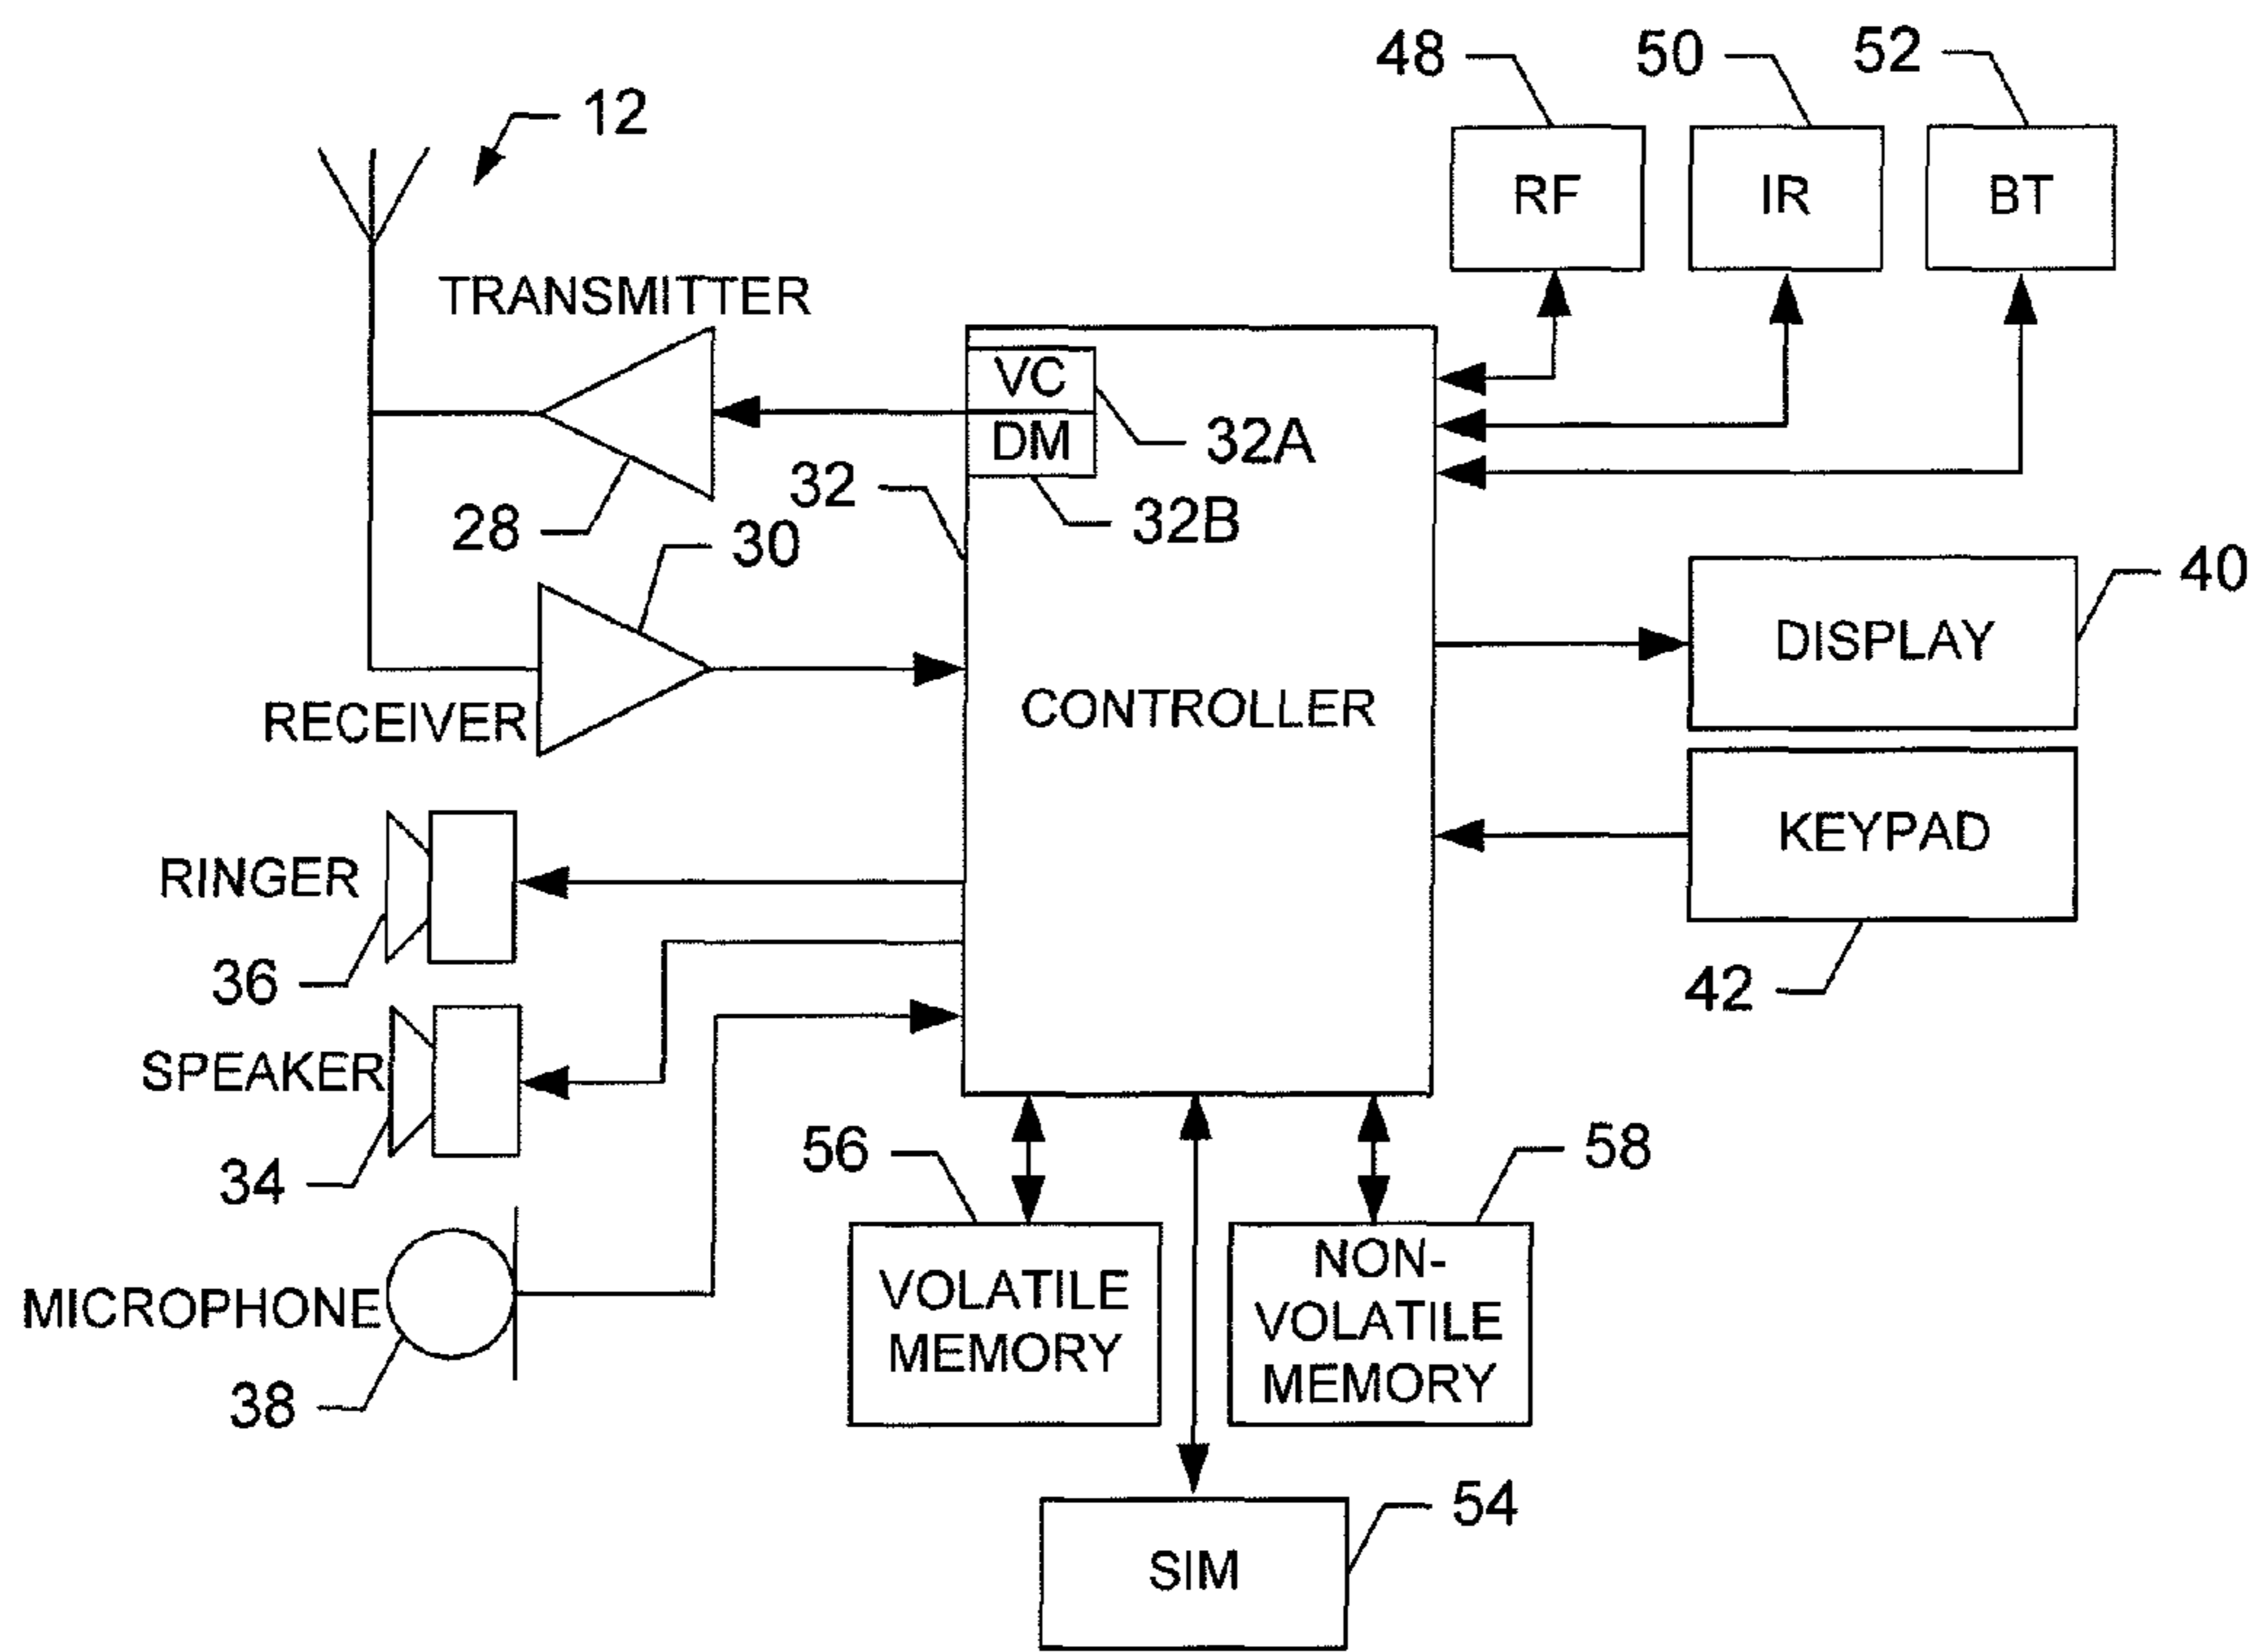 48
50
52
12
RF
IR
BT
TRANSMITTER
VC
DM
32A
32
32B
28
30
40
DISPLAY
RECEIVER
CONTROLLER
KEYPAD
RINGER
36
42
SPEAKER
34
56
58
MICROPHONE
38
VOLATILE
MEMORY
NON-
VOLATILE
MEMORY
54
SIM